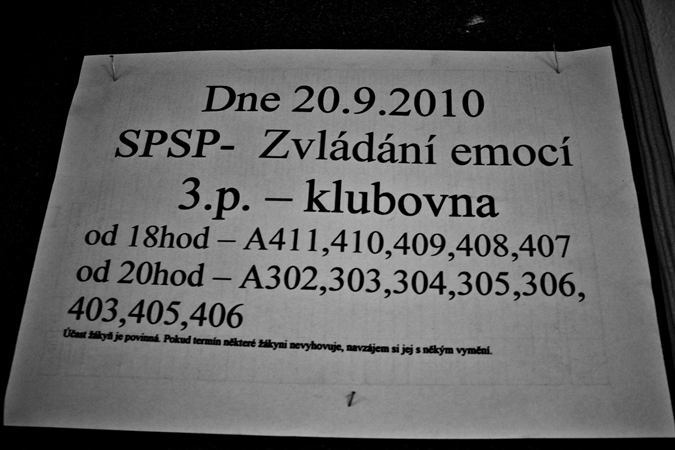 Dne 20.9.2010
SPSP- Zvládání emocí
3.p. – klubovna
od 18hod – A411,410,409,408,407
od 20hod – A302,303,304,305,306,
403,405,406
Účast žákyň je povinná. Pokud termín některé žákyni nevyhovuje, navzájem si jej s někým vymění.